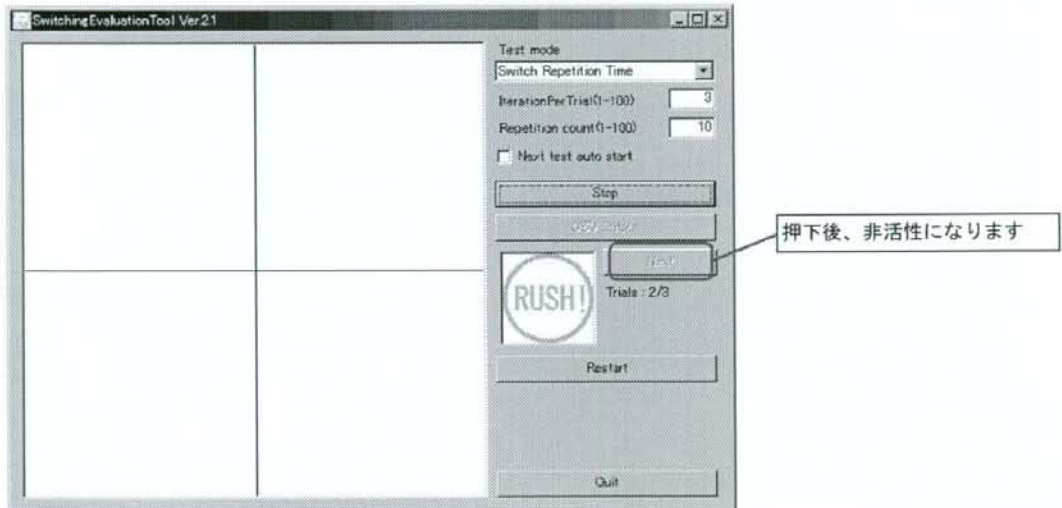 SwitchingEvaluationTool Ver.2.1
Test mode
Switch Repetition Time
IterationPerTrial(1-100) 3
Repetition count(1-100) 10
Next test auto start
Stop
Next
押下後、非活性になります
RUSH!
Trials : 2/3
Restart
Quit